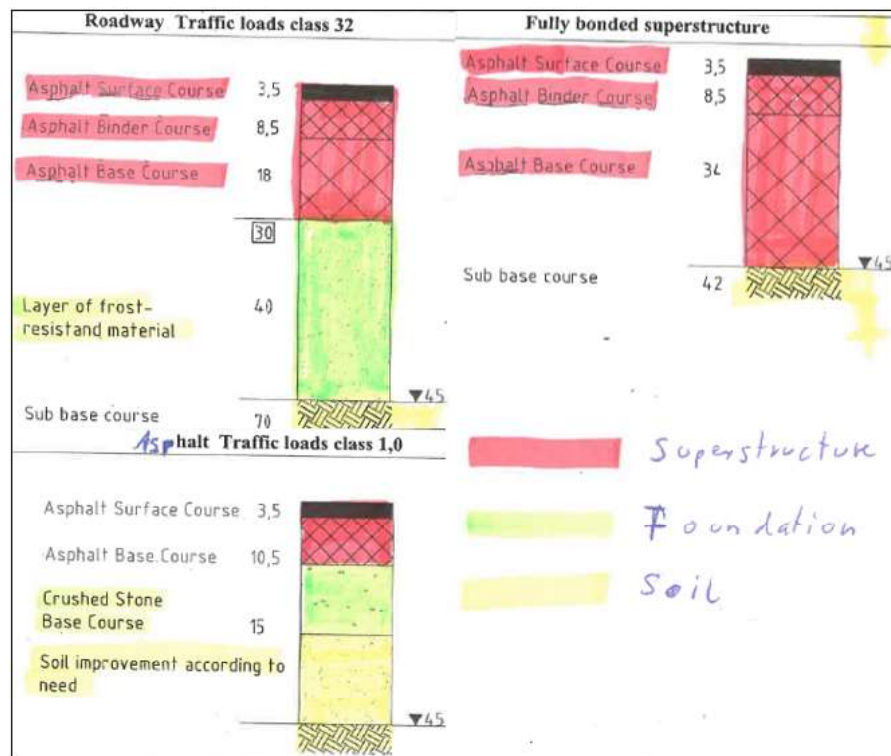 Roadway Traffic loads class 32
Asphalt Surface Course 3,5
Asphalt Binder Course 8,5
Asphalt Base Course 18
30
Layer of frost- 40
resistand material
▼45
Sub base course 70
Fully bonded superstructure
Asphalt Surface Course 3,5
Asphalt Binder Course 8,5
Asphalt Base Course 34
▼45
Sub base course 42
Asphalt Traffic loads class 1,0
Asphalt Surface Course 3,5
Asphalt Base Course 10,5
Crushed Stone
Base Course 15
Soil improvement according to
need
▼45
Superstructure
Foundation
Soil